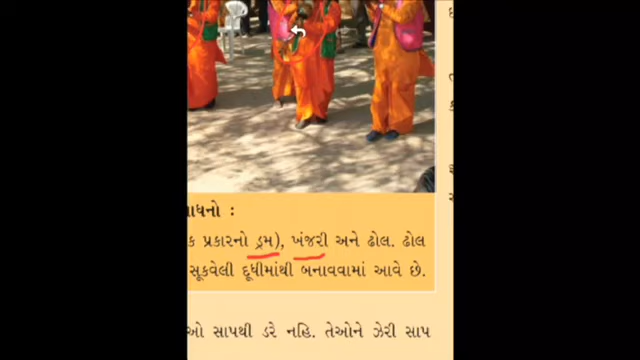 ાધનો :
ક પ્રકારનો ડ્રમ), ખંજરી અને ઢોલ. ઢોલ
સૂકવેલી દૂધીમાંથી બનાવવામાં આવે છે.
ઓ સાપથી ડરે નહિ. તેઓને ઝેરી સાપ